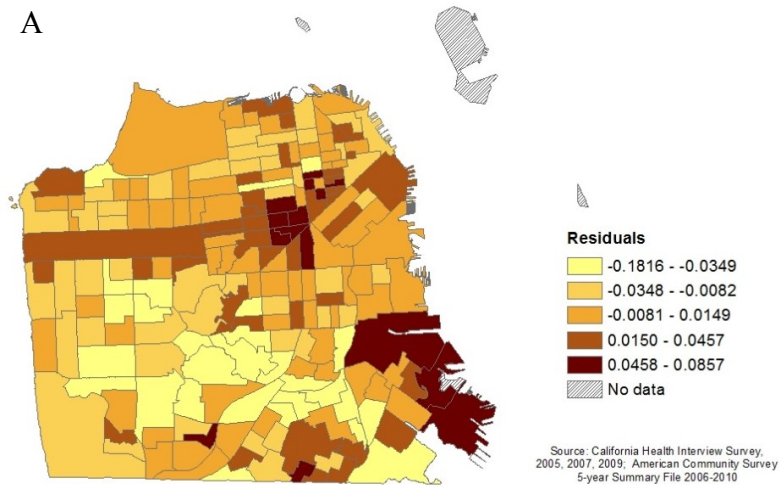 A
Residuals
-0.1816 - -0.0349
-0.0348 - -0.0082
-0.0081 - 0.0149
0.0150 - 0.0457
0.0458 - 0.0857
No data
Source: California Health Interview Survey,
2005, 2007, 2009; American Community Survey
5-year Summary File 2006-2010